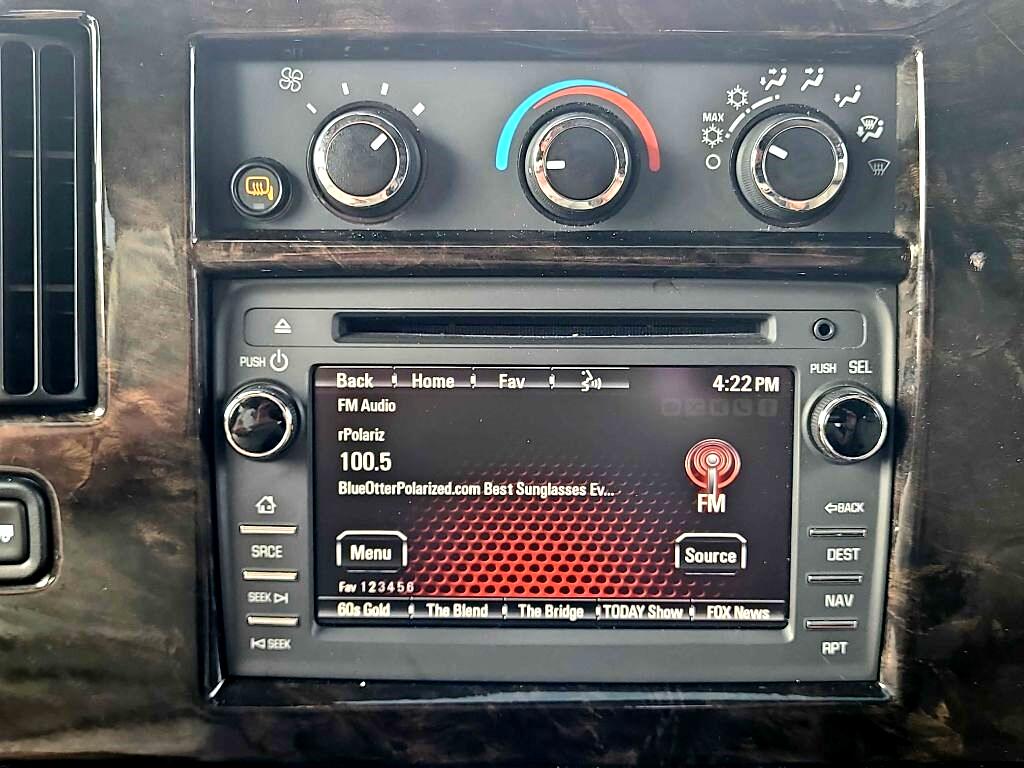 MAX
PUSH
PUSH SEL
Back Home Fav 4:22 PM
FM Audio
rPolariz
100.5
BlueOtterPolarized.com Best Sunglasses Ev...
FM
Menu Source
Fav 1 2 3 4 5 6
60s Gold The Blend The Bridge TODAY Show FOX News
SRCE
SEEK
SEEK
BACK
DEST
NAV
RPT